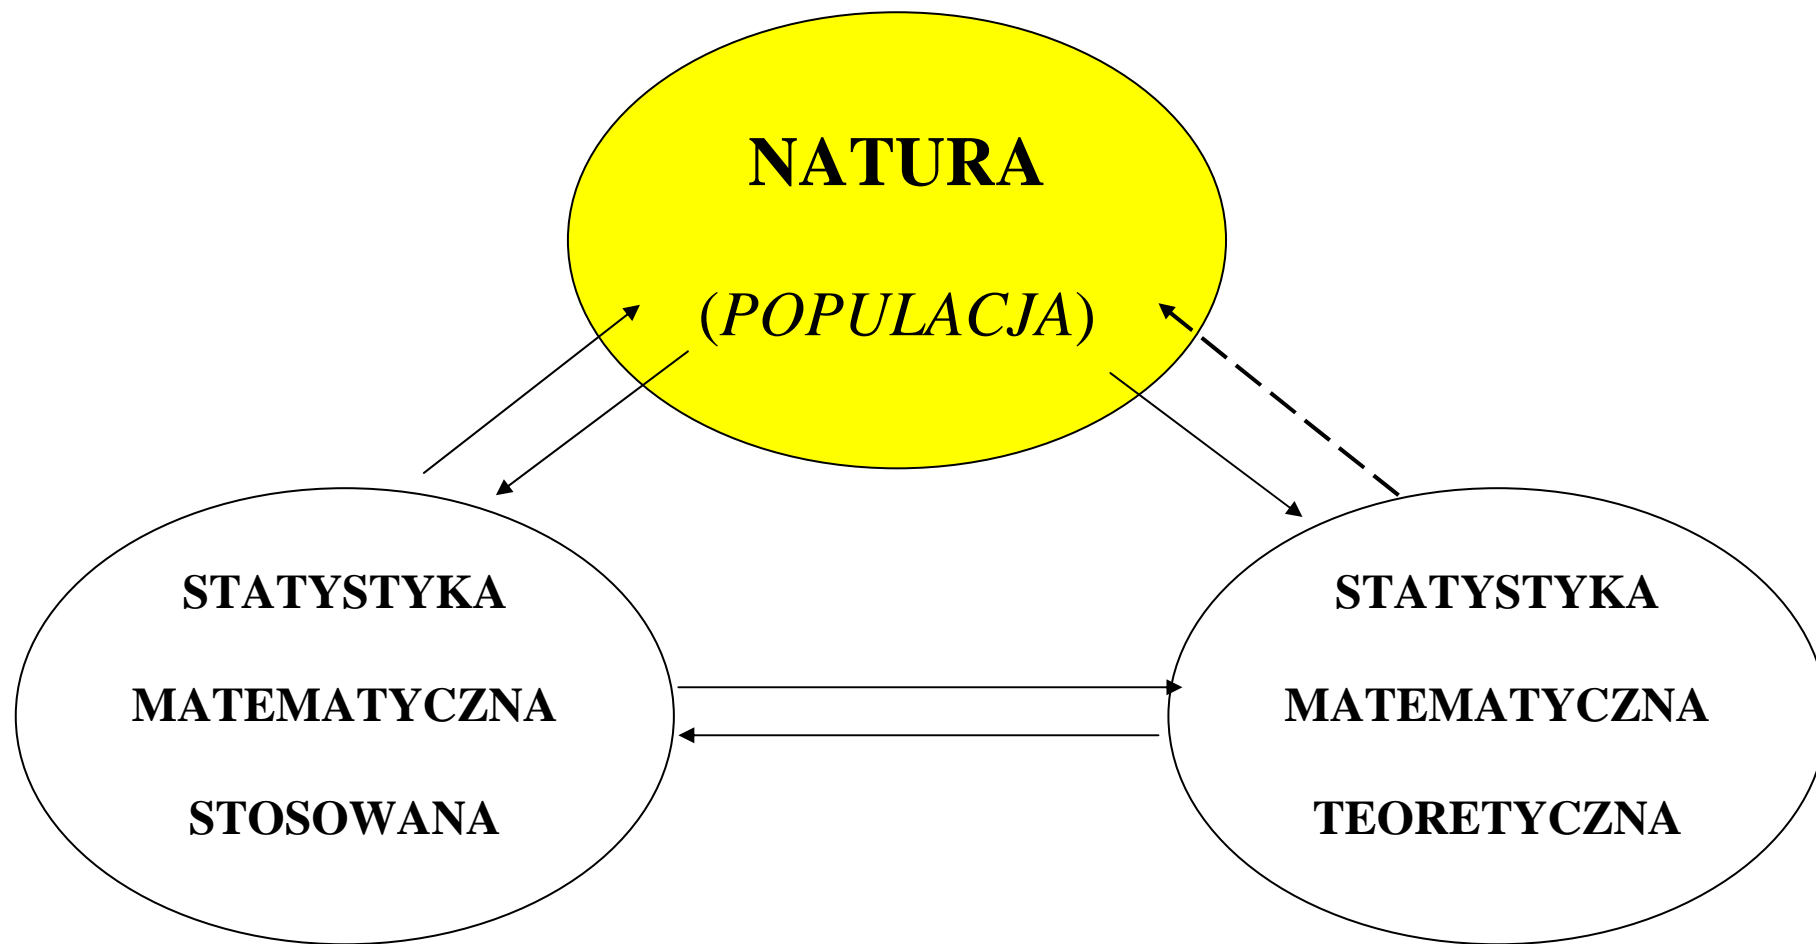 NATURA
(POPULACJA)
STATYSTYKA
MATEMATYCZNA
STOSOWANA
STATYSTYKA
MATEMATYCZNA
TEORETYCZNA